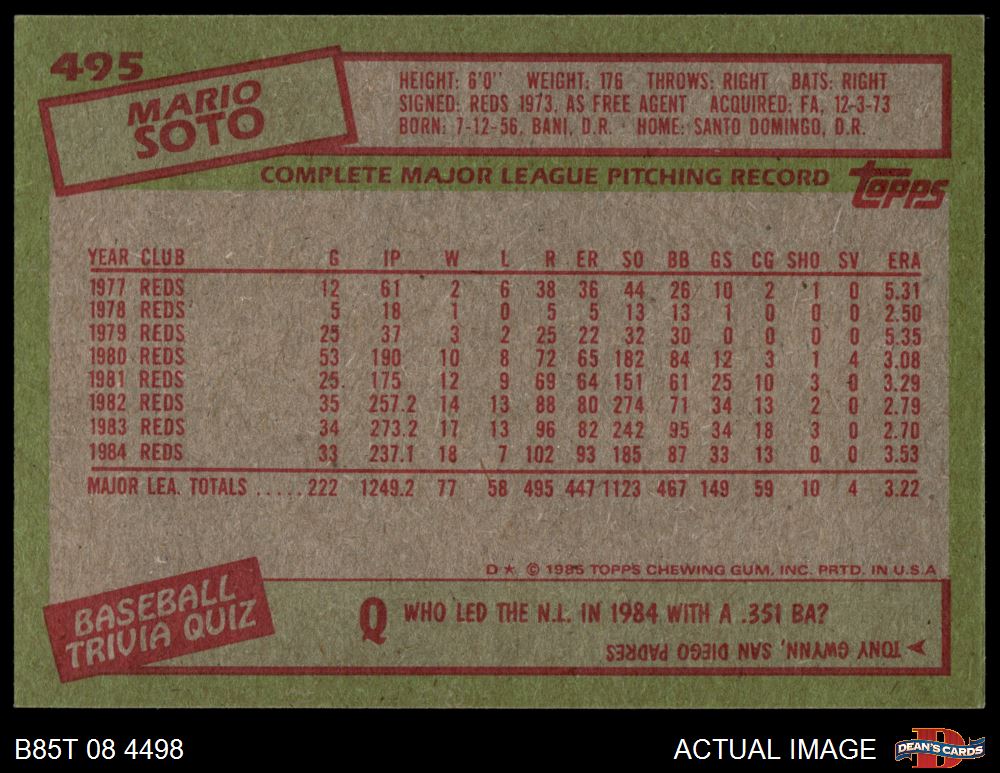 495
MARIO
SOTO
HEIGHT: 6'0" WEIGHT: 176 THROWS: RIGHT BATS: RIGHT
SIGNED: REDS 1973, AS FREE AGENT ACQUIRED: FA, 12-3-73
BORN: 7-12-56, BANI, D.R. · HOME: SANTO DOMINGO, D.R.
COMPLETE MAJOR LEAGUE PITCHING RECORD
topps
YEAR CLUB G IP W L R ER SO BB GS CG SHO SV ERA
1977 REDS 12 61 2 6 38 36 44 26 10 2 1 0 5.31
1978 REDS 5 18 1 0 5 5 13 13 1 0 0 0 2.50
1979 REDS 25 37 3 2 25 22 32 30 0 0 0 0 5.35
1980 REDS 53 190 10 8 72 65 182 84 12 3 1 4 3.08
1981 REDS 25 175 12 9 69 64 151 61 25 10 3 0 3.29
1982 REDS 35 257.2 14 13 88 80 274 71 34 13 2 0 2.79
1983 REDS 34 273.2 17 13 96 82 242 95 34 18 3 0 2.70
1984 REDS 33 237.1 18 7 102 93 185 87 33 13 0 0 3.53
MAJOR LEA. TOTALS .....222 1249.2 77 58 495 447 1123 467 149 59 10 4 3.22
D★ © 1985 TOPPS CHEWING GUM, INC. PRTD. IN U.S.A
BASEBALL
TRIVIA QUIZ
Q WHO LED THE N.L. IN 1984 WITH A .351 BA?
TONY GWYNN, SAN DIEGO PADRES
B85T 08 4498
ACTUAL IMAGE
D
DEAN'S CARDS